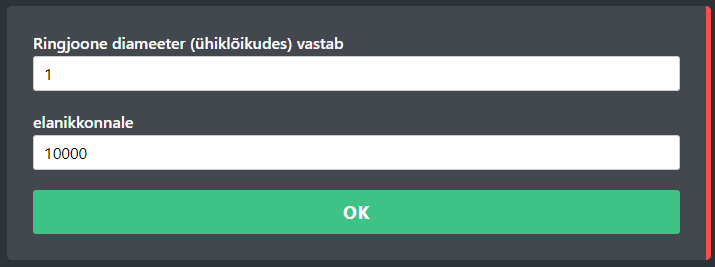 Ringjoone diameeter (ühiklõikudes) vastab
1
elanikkonnale
10000
OK